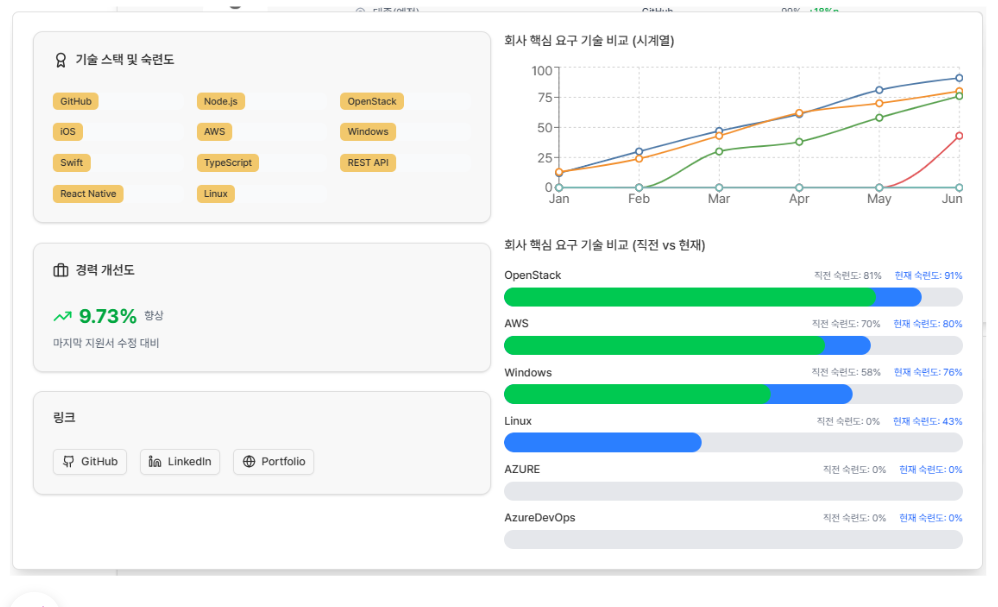 대졸(예정)
GitHub
99%
+18%p
기술 스택 및 숙련도
GitHub
Node.js
OpenStack
iOS
AWS
Windows
Swift
TypeScript
REST API
React Native
Linux
경력 개선도
9.73% 향상
마지막 지원서 수정 대비
링크
GitHub
LinkedIn
Portfolio
회사 핵심 요구 기술 비교 (시계열)
100
75
50
25
0
Jan
Feb
Mar
Apr
May
Jun
회사 핵심 요구 기술 비교 (직전 vs 현재)
OpenStack
직전 숙련도: 81%
현재 숙련도: 91%
AWS
직전 숙련도: 70%
현재 숙련도: 80%
Windows
직전 숙련도: 58%
현재 숙련도: 76%
Linux
직전 숙련도: 0%
현재 숙련도: 43%
AZURE
직전 숙련도: 0%
현재 숙련도: 0%
AzureDevOps
직전 숙련도: 0%
현재 숙련도: 0%